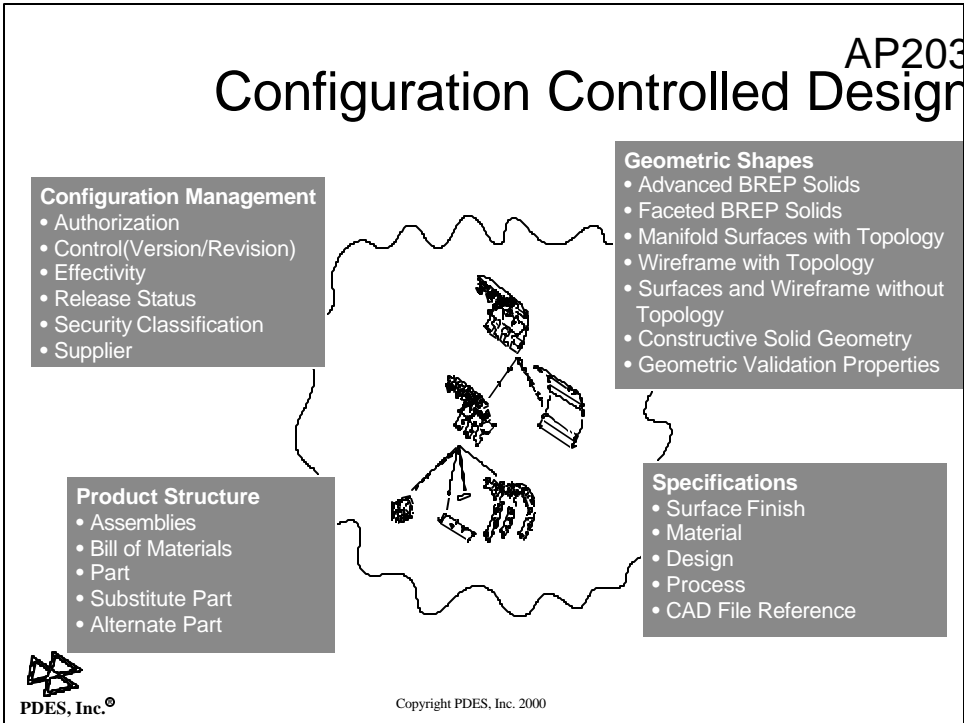 AP203
Configuration Controlled Design
Configuration Management
• Authorization
• Control(Version/Revision)
• Effectivity
• Release Status
• Security Classification
• Supplier
Geometric Shapes
• Advanced BREP Solids
• Faceted BREP Solids
• Manifold Surfaces with Topology
• Wireframe with Topology
• Surfaces and Wireframe without
Topology
• Constructive Solid Geometry
• Geometric Validation Properties
Product Structure
• Assemblies
• Bill of Materials
• Part
• Substitute Part
• Alternate Part
Specifications
• Surface Finish
• Material
• Design
• Process
• CAD File Reference
PDES, Inc.®
Copyright PDES, Inc. 2000